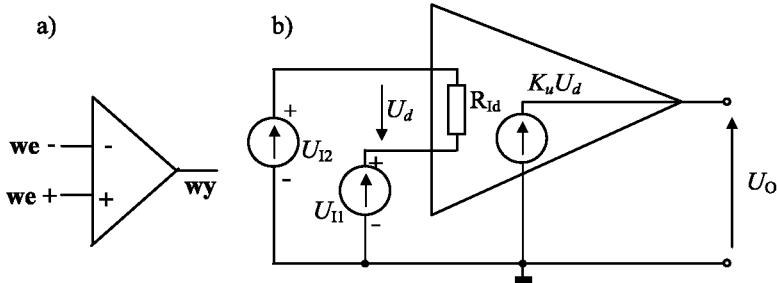 a)
b)
we -
-
we +
+
wy
+
U_I2
-
U_d
+
U_I1
-
R_Id
K_uU_d
U_O